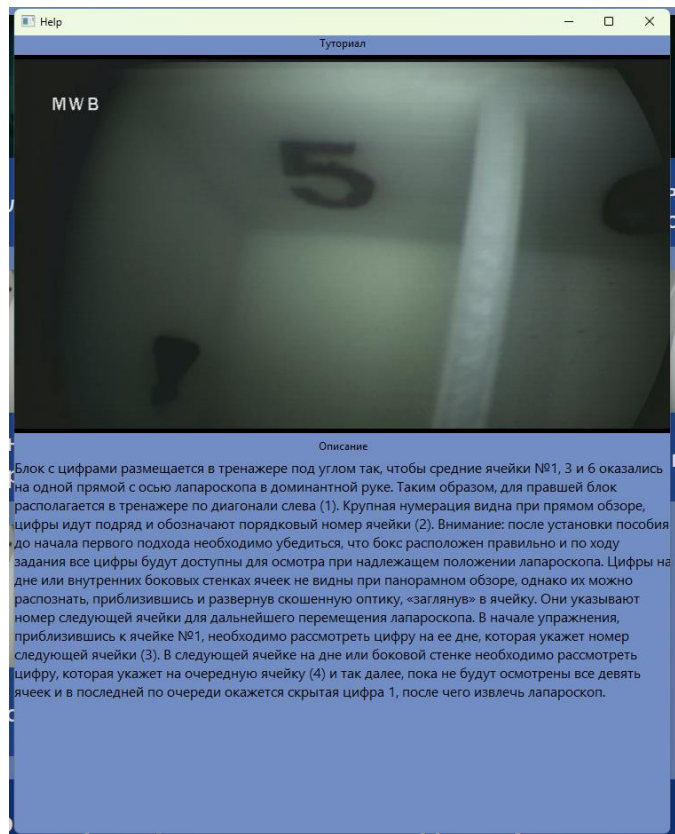 Help
Туториал
MWB
5
Описание
Блок с цифрами размещается в тренажере под углом так, чтобы средние ячейки №1, 3 и 6 оказались
на одной прямой с осью лапароскопа в доминантной руке. Таким образом, для правшей блок
располагается в тренажере по диагонали слева (1). Крупная нумерация видна при прямом обзоре,
цифры идут подряд и обозначают порядковый номер ячейки (2). Внимание: после установки пособия
до начала первого подхода необходимо убедиться, что бокс расположен правильно и по ходу
задания все цифры будут доступны для осмотра при надлежащем положении лапароскопа. Цифры на
дне или внутренних боковых стенках ячеек не видны при панорамном обзоре, однако их можно
распознать, приблизившись и развернув скошенную оптику, «заглянув» в ячейку. Они указывают
номер следующей ячейки для дальнейшего перемещения лапароскопа. В начале упражнения,
приблизившись к ячейке №1, необходимо рассмотреть цифру на ее дне, которая укажет номер
следующей ячейки (3). В следующей ячейке на дне или боковой стенке необходимо рассмотреть
цифру, которая укажет на очередную ячейку (4) и так далее, пока не будут осмотрены все девять
ячеек и в последней по очереди окажется скрытая цифра 1, после чего извлечь лапароскоп.